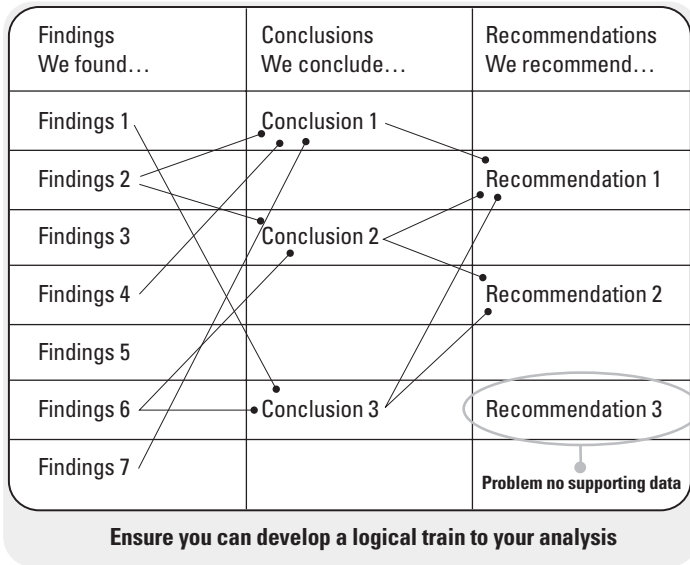 Findings Conclusions Recommendations
We found… We conclude… We recommend…
Findings 1 Conclusion 1
Findings 2 Recommendation 1
Findings 3 Conclusion 2
Findings 4 Recommendation 2
Findings 5
Findings 6 Conclusion 3 Recommendation 3
Findings 7
Problem no supporting data
Ensure you can develop a logical train to your analysis